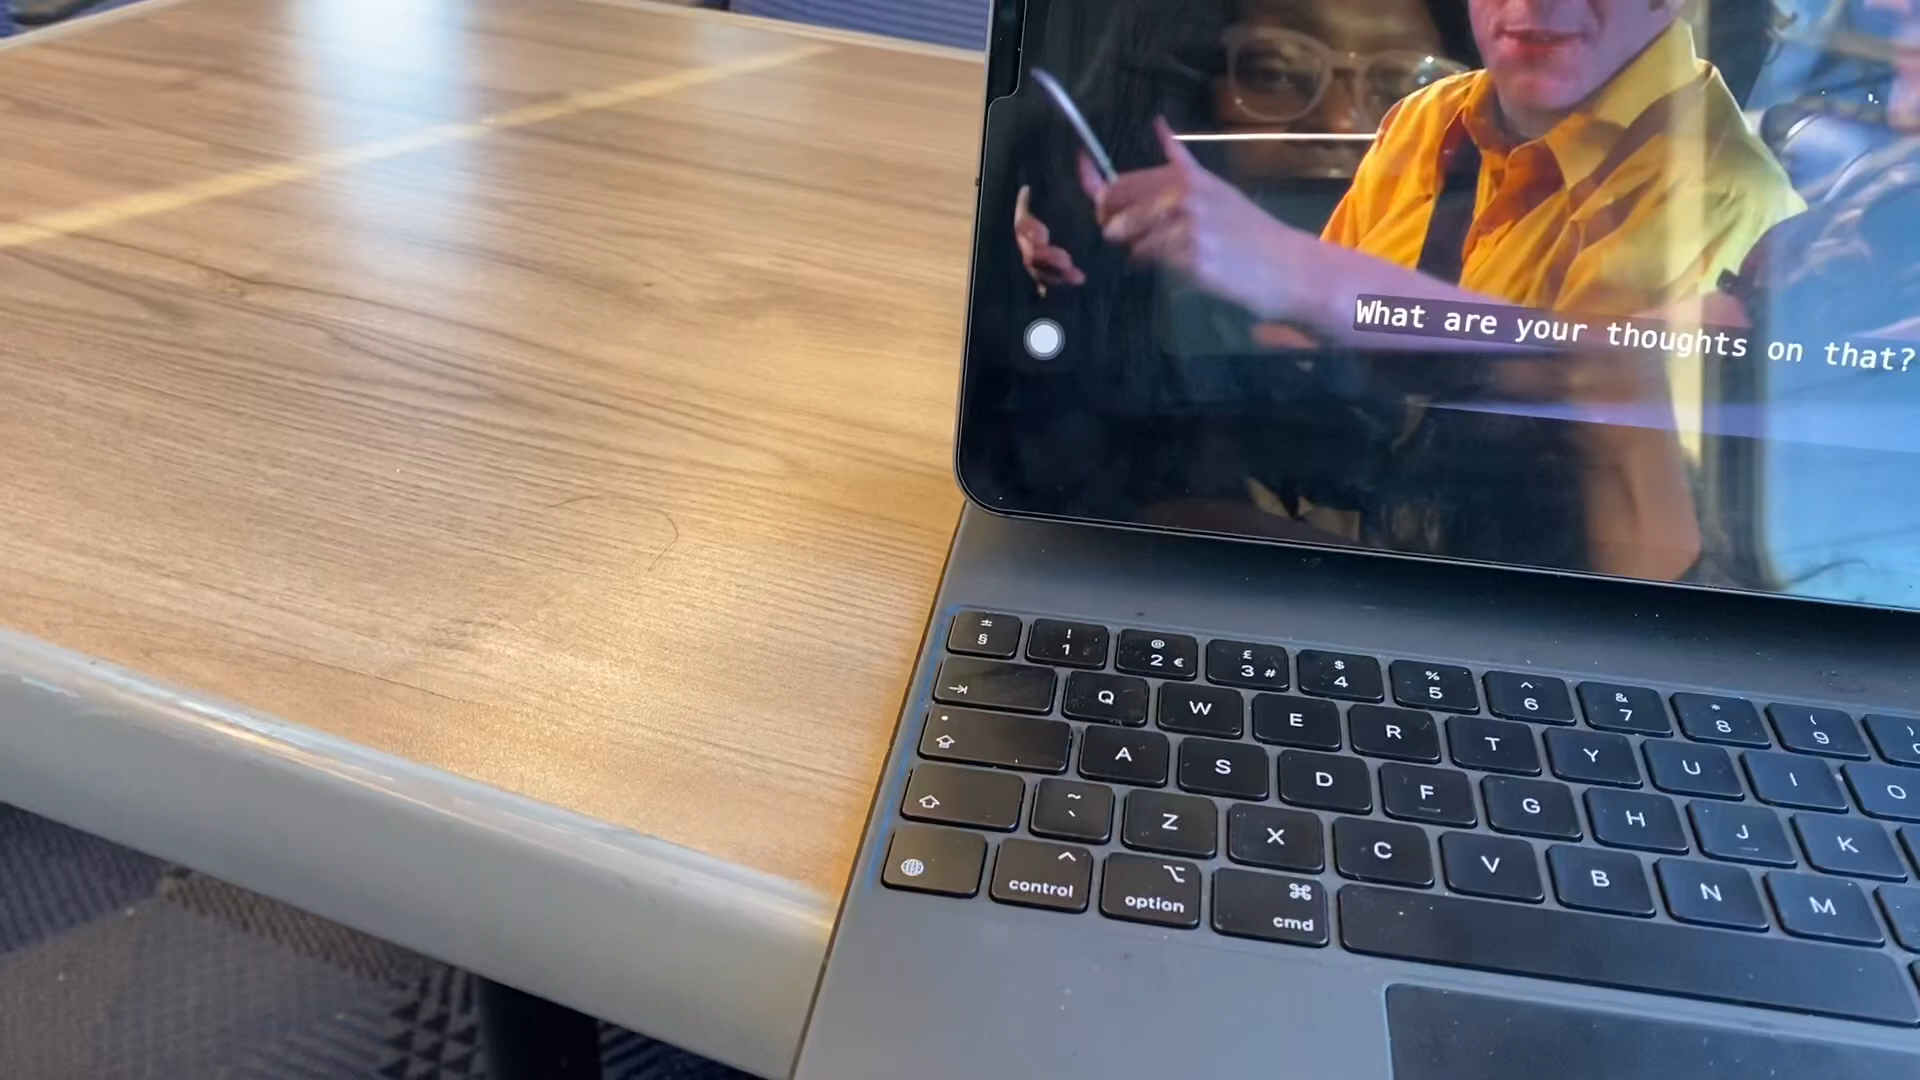 What are your thoughts on that?
± ! @ £ $ % ^ & * ( )
§ 1 2 € 3 # 4 5 6 7 8 9
Q W E R T Y U I O
A S D F G H J K
~ ` Z X C V B N M
^ ⌥ ⌘
control option cmd